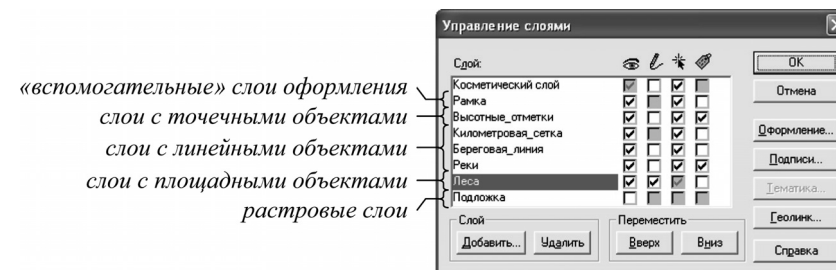 Управление слоями
Слой:
Косметический слой
Рамка
Высотные_отметки
Километровая_сетка
Береговая_линия
Реки
Леса
Подложка
«вспомогательные» слои оформления
слои с точечными объектами
слои с линейными объектами
слои с площадными объектами
растровые слои
Слой
Добавить...
Удалить
Переместить
Вверх
Вниз
OK
Отмена
Оформление...
Подписи...
Тематика...
Геолинк...
Справка